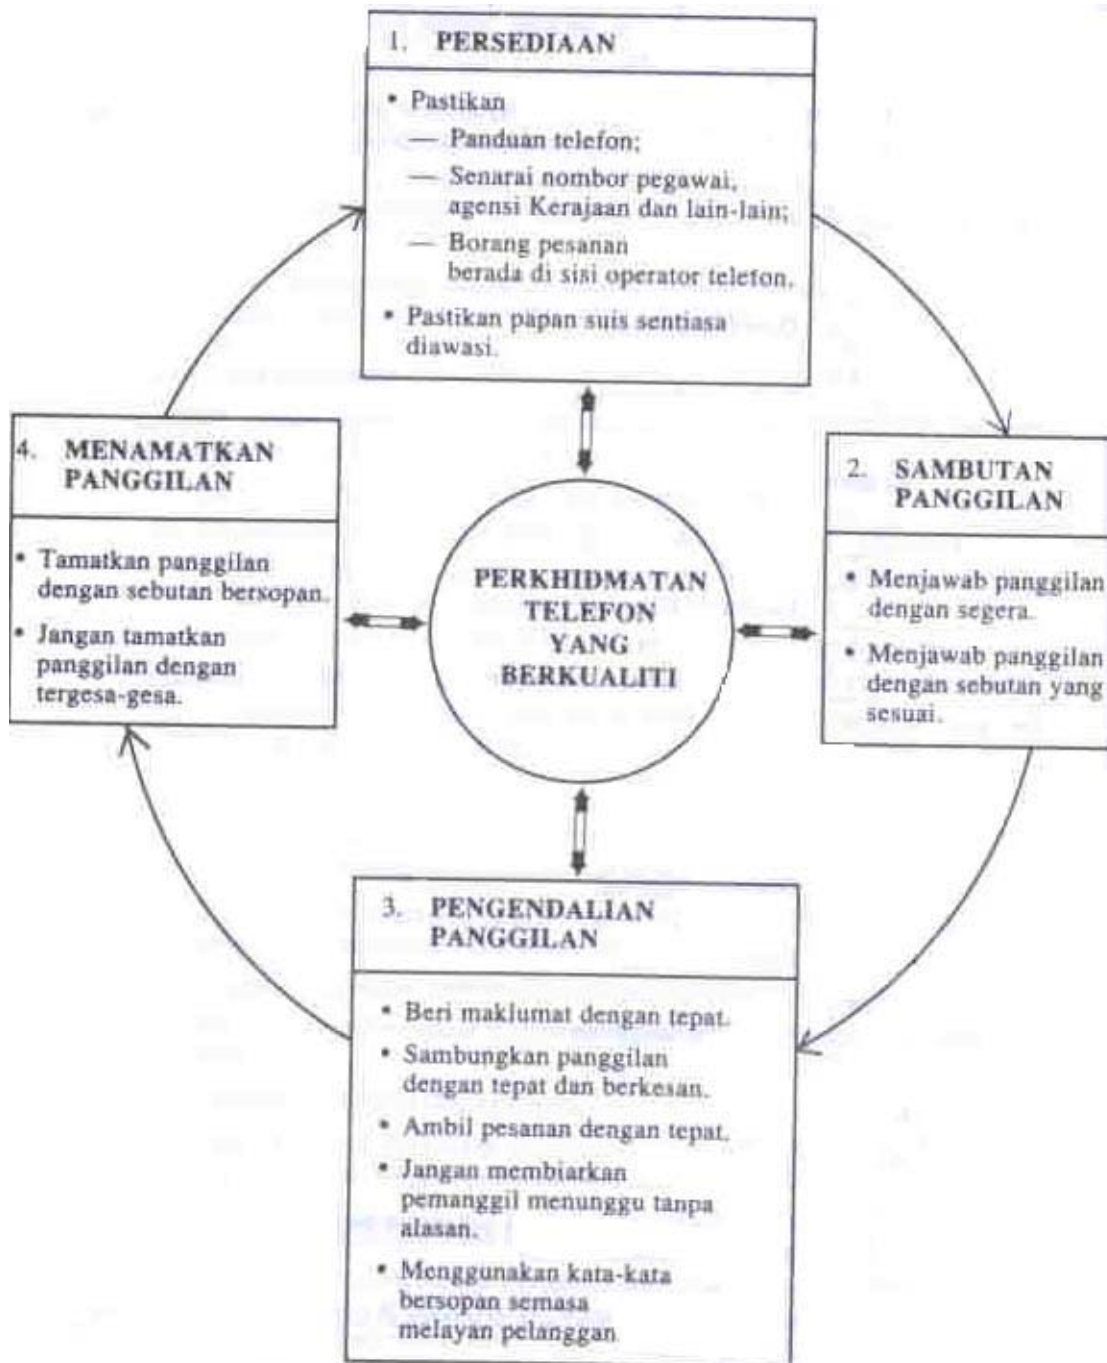 1. PERSEDIAAN
• Pastikan
— Panduan telefon;
— Senarai nombor pegawai,
agensi Kerajaan dan lain-lain;
— Borang pesanan
berada di sisi operator telefon.
• Pastikan papan suis sentiasa
diawasi.
2. SAMBUTAN
PANGGILAN
• Menjawab panggilan
dengan segera.
• Menjawab panggilan
dengan sebutan yang
sesuai.
3. PENGENDALIAN
PANGGILAN
• Beri maklumat dengan tepat.
• Sambungkan panggilan
dengan tepat dan berkesan.
• Ambil pesanan dengan tepat.
• Jangan membiarkan
pemanggil menunggu tanpa
alasan.
• Menggunakan kata-kata
bersopan semasa
melayan pelanggan
4. MENAMATKAN
PANGGILAN
• Tamatkan panggilan
dengan sebutan bersopan.
• Jangan tamatkan
panggilan dengan
tergesa-gesa.
PERKHIDMATAN
TELEFON
YANG
BERKUALITI